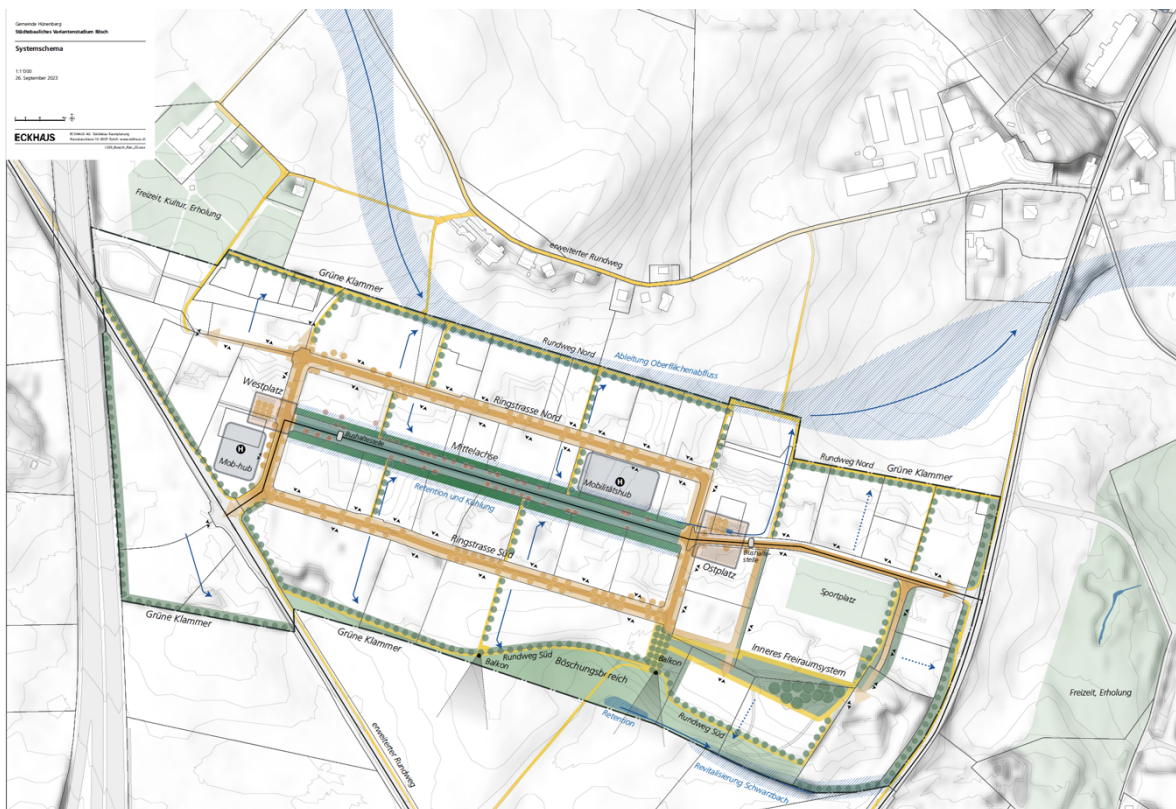 Gemeinde Hünenberg
Städtebauliches Variantenstudium Bösch
Systemschema
1:1'000
26. September 2023
ECKHAUS
Freizeit, Kultur, Erholung
erweiterter Rundweg
Grüne Klammer
Rundweg Nord
Ableitung Oberflächenabfluss
Westplatz
Ringstrasse Nord
Bushaltestelle
Mittelachse
H
Mob-hub
H
Mobilitätshub
Rundweg Nord
Grüne Klammer
Retention und Kühlung
Ringstrasse Süd
Bushalte-
stelle
Ostplatz
Sportplatz
Grüne Klammer
Grüne Klammer
Rundweg Süd
Balkon
Böschungsbereich
Balkon
Inneres Freiraumsystem
Freizeit, Erholung
Retention
Rundweg Süd
Revitalisierung Schwarzbach
erweiterter Rundweg